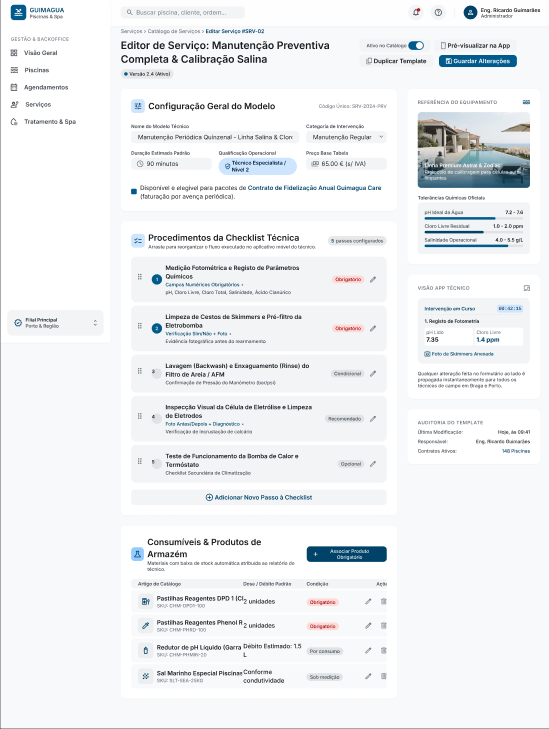 GUIMAGUA
Piscinas & Spa
GESTÃO & BACKOFFICE
Visão Geral
Piscinas
Agendamentos
Serviços
Tratamento & Spa
Filial Principal
Porto & Região
Buscar piscina, cliente, ordem...
Eng. Ricardo Guimarães
Administrador
Serviços › Catálogo de Serviços › Editar Serviço #SRV-02
Editor de Serviço: Manutenção Preventiva
Completa & Calibração Salina
Versão 2.4 (Ativo)
Ativo no Catálogo
Pré-visualizar na App
Duplicar Template
Guardar Alterações
Configuração Geral do Modelo
Código Único: SRV-2024-PRV
Nome do Modelo Técnico
Manutenção Periódica Quinzenal - Linha Salina & Clor
Categoria de Intervenção
Manutenção Regular
Duração Estimada Padrão
90 minutos
Qualificação Operacional
Técnico Especialista /
Nível 2
Preço Base Tabela
65.00 € (s/ IVA)
Disponível e elegível para pacotes de Contrato de Fidelização Anual Guimagua Care
(faturação por avença periódica).
Procedimentos da Checklist Técnica
Arraste para reorganizar o fluxo executado no aplicativo móvel do técnico.
passos configurados
1
Medição Fotométrica e Registo de Parâmetros
Químicos
Campos Numéricos Obrigatórios •
pH, Cloro Livre, Cloro Total, Salinidade, Ácido Cianúrico
Obrigatório
2
Limpeza de Cestos de Skimmers e Pré-filtro da
Eletrobomba
Verificação Sim/Não + Foto •
Evidência fotográfica antes do rearmamento
Obrigatório
3
Lavagem (Backwash) e Enxaguamento (Rinse) do
Filtro de Areia / AFM
Confirmação de Pressão do Manómetro (bar/psi)
Condicional
4
Inspecção Visual da Célula de Eletrólise e Limpeza
de Eletrodos
Foto Antes/Depois + Diagnóstico •
Verificação de incrustação de calcário
Recomendado
5
Teste de Funcionamento da Bomba de Calor e
Termóstato
Checklist Secundária de Climatização
Opcional
Adicionar Novo Passo à Checklist
Consumíveis & Produtos de
Armazém
Materiais com baixa de stock automática atribuída ao relatório do
técnico.
+ Associar Produto
Obrigatório
Artigo de Catálogo
Dose / Débito Padrão
Condição
Pastilhas Reagentes DPD 1 (Cl
SKU: CHM-DPD1-100
2 unidades
Obrigatório
Pastilhas Reagentes Phenol R
SKU: CHM-PHRD-100
2 unidades
Obrigatório
Redutor de pH Líquido (Garra
SKU: CHM-PHMIN-20
Débito Estimado: 1.5
L
Por consumo
Sal Marinho Especial Piscinas
SKU: SLT-SEA-25KG
Conforme
condutividade
Sob medição
REFERÊNCIA DO EQUIPAMENTO
Linha Premium Astral & Zodiac
Tolerâncias Químicas Oficiais
pH Ideal da Água
7.2 - 7.6
Cloro Livre Residual
1.0 - 2.0 ppm
Salinidade Operacional
4.0 - 5.5 g/L
VISÃO APP TÉCNICO
Intervenção em Curso
00:42:15
1. Registo de Fotometria
pH Lido
7.35
Cloro Livre
1.4 ppm
Foto de Skimmers Anexada
Qualquer alteração feita no formulário ao lado é
propagada instantaneamente para todos os
técnicos de campo em Braga e Porto.
AUDITORIA DO TEMPLATE
Última Modificação:
Hoje, às 09:41
Responsável:
Eng. Ricardo Guimarães
Contratos Ativos:
148 Piscinas